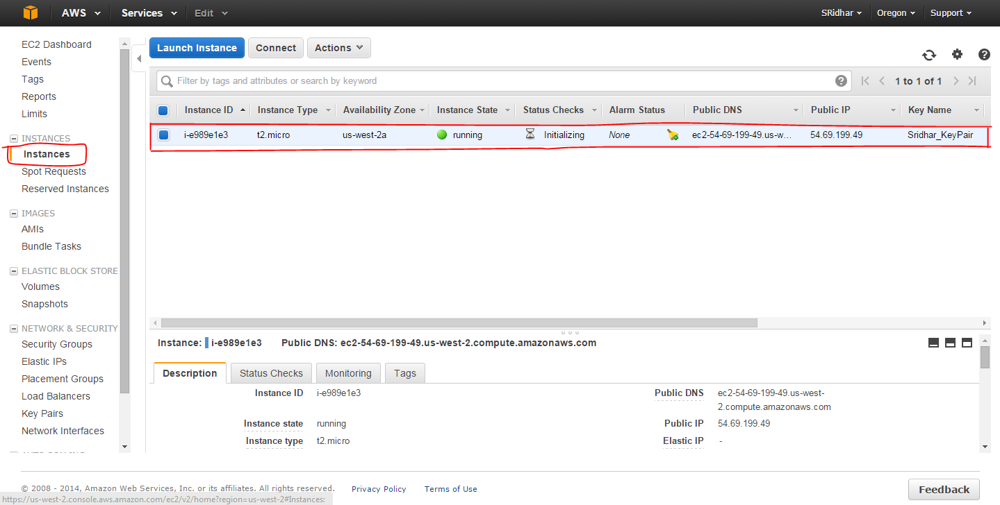 AWS Services Edit SRidhar Oregon Support
EC2 Dashboard
Events
Tags
Reports
Limits
INSTANCES
Instances
Spot Requests
Reserved Instances
IMAGES
AMIs
Bundle Tasks
ELASTIC BLOCK STORE
Volumes
Snapshots
NETWORK & SECURITY
Security Groups
Elastic IPs
Placement Groups
Load Balancers
Key Pairs
Network Interfaces
Launch Instance Connect Actions
Filter by tags and attributes or search by keyword 1 to 1 of 1
Instance ID Instance Type Availability Zone Instance State Status Checks Alarm Status Public DNS Public IP Key Name
i-e989e1e3 t2.micro us-west-2a running Initializing None ec2-54-69-199-49.us-w... 54.69.199.49 Sridhar_KeyPair
Instance: i-e989e1e3 Public DNS: ec2-54-69-199-49.us-west-2.compute.amazonaws.com
Description Status Checks Monitoring Tags
Instance ID i-e989e1e3 Public DNS ec2-54-69-199-49.us-west-
2.compute.amazonaws.com
Instance state running Public IP 54.69.199.49
Instance type t2.micro Elastic IP -
© 2008 - 2014, Amazon Web Services, Inc. or its affiliates. All rights reserved. Privacy Policy Terms of Use Feedback
https://us-west-2.console.aws.amazon.com/ec2/v2/home?region=us-west-2#Instances: